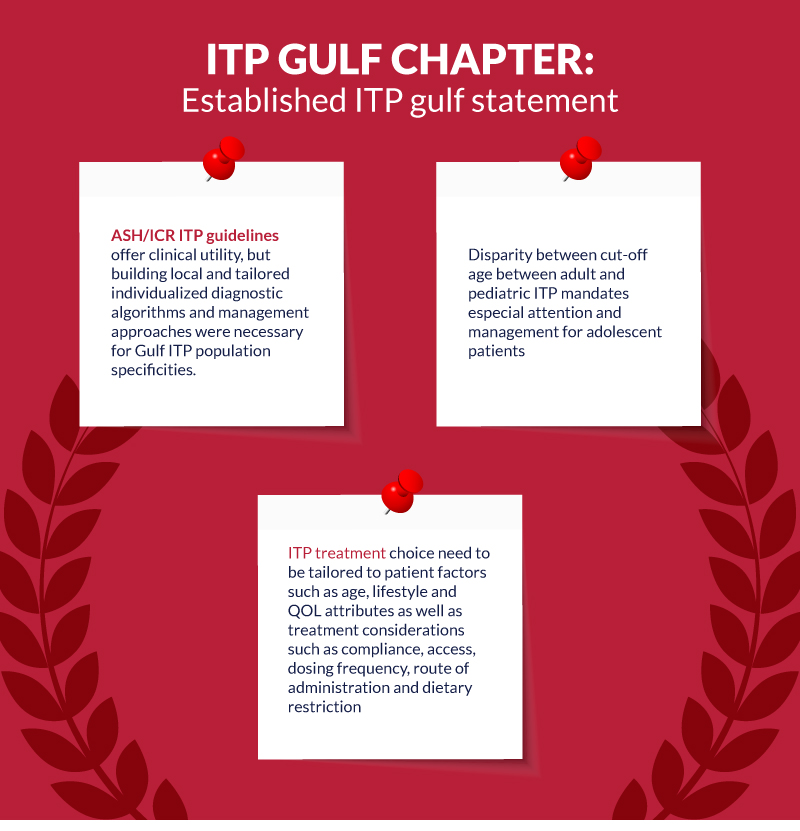 ITP GULF CHAPTER:
Established ITP gulf statement
ASH/ICR ITP guidelines
offer clinical utility, but
building local and tailored
individualized diagnostic
algorithms and management
approaches were necessary
for Gulf ITP population
specificities.
Disparity between cut-off
age between adult and
pediatric ITP mandates
especial attention and
management for adolescent
patients
ITP treatment choice need to
be tailored to patient factors
such as age, lifestyle and
QOL attributes as well as
treatment considerations
such as compliance, access,
dosing frequency, route of
administration and dietary
restriction